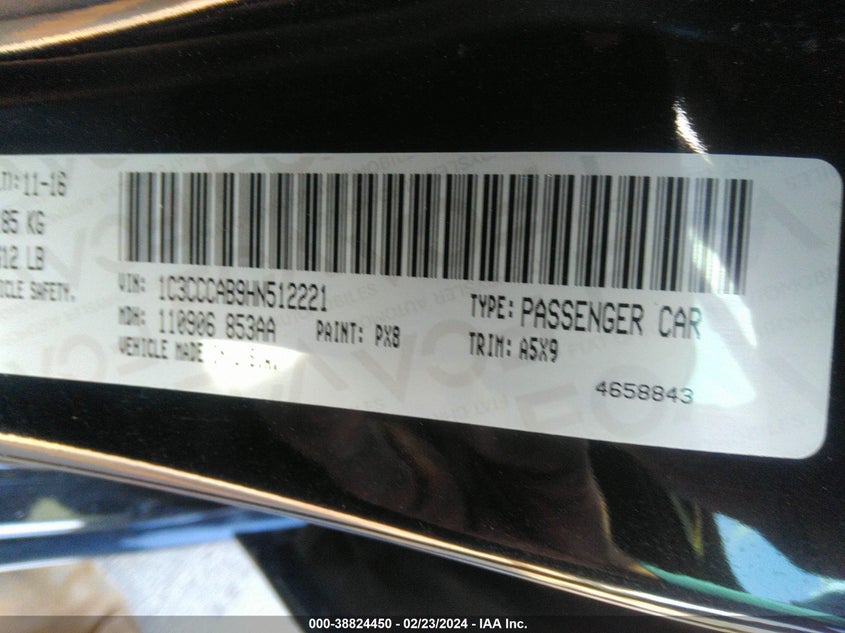 11-16
85 KG
12 LB
VEHICLE SAFETY.
VIN: 1C3CCCAB9HN512221
TYPE: PASSENGER CAR
MDH: 110906 853AA
PAINT: PX8
TRIM: A5X9
VEHICLE MADE
4658843
000-38824450 - 02/23/2024 - IAA Inc.